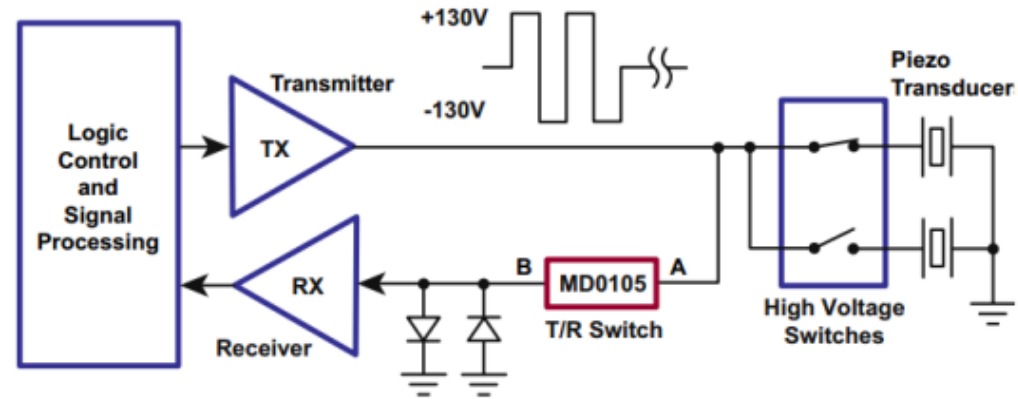 +130V
-130V
Transmitter
TX
Logic
Control
and
Signal
Processing
RX
Receiver
B
MD0105
A
T/R Switch
High Voltage
Switches
Piezo
Transducer